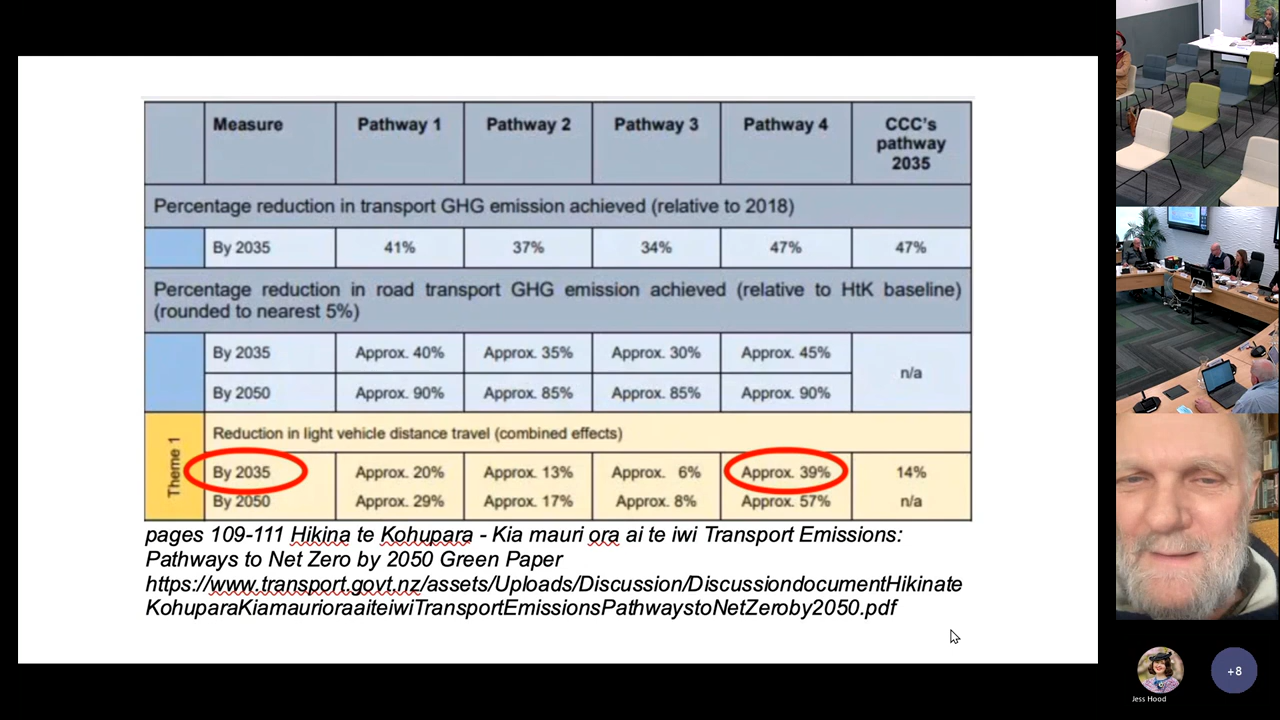 Measure Pathway 1 Pathway 2 Pathway 3 Pathway 4 CCC's
pathway
2035
Percentage reduction in transport GHG emission achieved (relative to 2018)
By 2035 41% 37% 34% 47% 47%
Percentage reduction in road transport GHG emission achieved (relative to HtK baseline)
(rounded to nearest 5%)
By 2035 Approx. 40% Approx. 35% Approx. 30% Approx. 45%
n/a
By 2050 Approx. 90% Approx. 85% Approx. 85% Approx. 90%
Theme 1
Reduction in light vehicle distance travel (combined effects)
By 2035 Approx. 20% Approx. 13% Approx. 6% Approx. 39% 14%
By 2050 Approx. 29% Approx. 17% Approx. 8% Approx. 57% n/a
pages 109-111 Hikina te Kohupara - Kia mauri ora ai te iwi Transport Emissions:
Pathways to Net Zero by 2050 Green Paper
https://www.transport.govt.nz/assets/Uploads/Discussion/DiscussiondocumentHikinate
KohuparaKiamaurioraaiteiwiTransportEmissionsPathwaystoNetZeroby2050.pdf
Jess Hood
+8